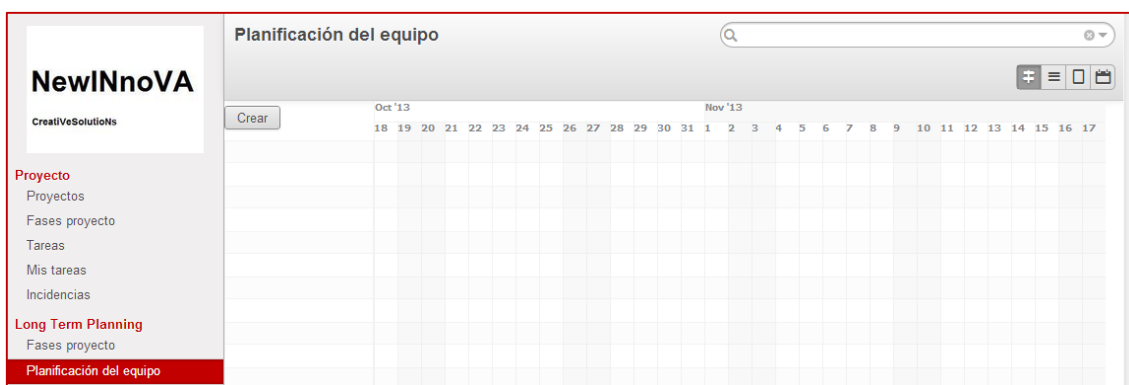 NewINnoVA
CreatiVeSolutioNs
Proyecto
Proyectos
Fases proyecto
Tareas
Mis tareas
Incidencias
Long Term Planning
Fases proyecto
Planificación del equipo
Planificación del equipo
Crear
Oct '13 Nov '13
18 19 20 21 22 23 24 25 26 27 28 29 30 31 1 2 3 4 5 6 7 8 9 10 11 12 13 14 15 16 17